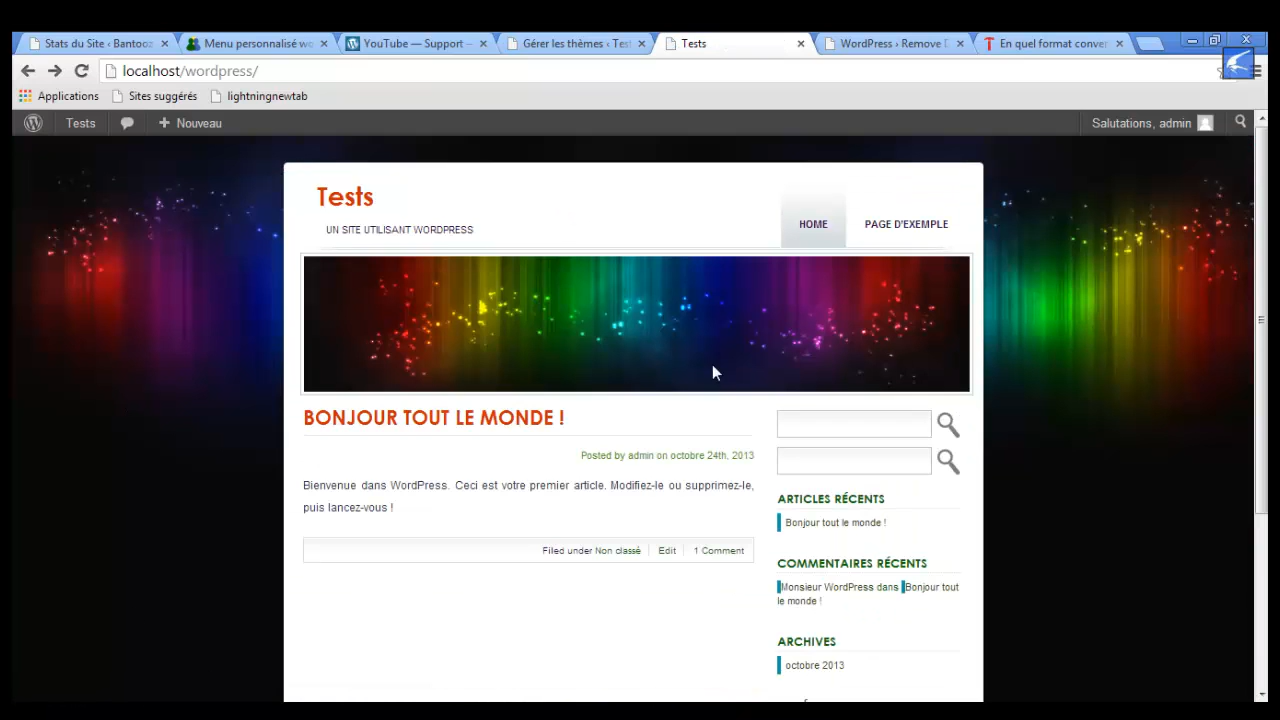 Stats du Site ‹ Bantooz
Menu personnalisé wo
YouTube — Support —
Gérer les thèmes ‹ Test
Tests
WordPress › Remove D
En quel format conver
localhost/wordpress/
Applications
Sites suggérés
lightningnewtab
Tests
Nouveau
Salutations, admin
Tests
UN SITE UTILISANT WORDPRESS
HOME
PAGE D'EXEMPLE
BONJOUR TOUT LE MONDE !
Posted by admin on octobre 24th, 2013
Bienvenue dans WordPress. Ceci est votre premier article. Modifiez-le ou supprimez-le,
puis lancez-vous !
Filed under Non classé
Edit
1 Comment
ARTICLES RÉCENTS
Bonjour tout le monde !
COMMENTAIRES RÉCENTS
Monsieur WordPress dans Bonjour tout
le monde !
ARCHIVES
octobre 2013